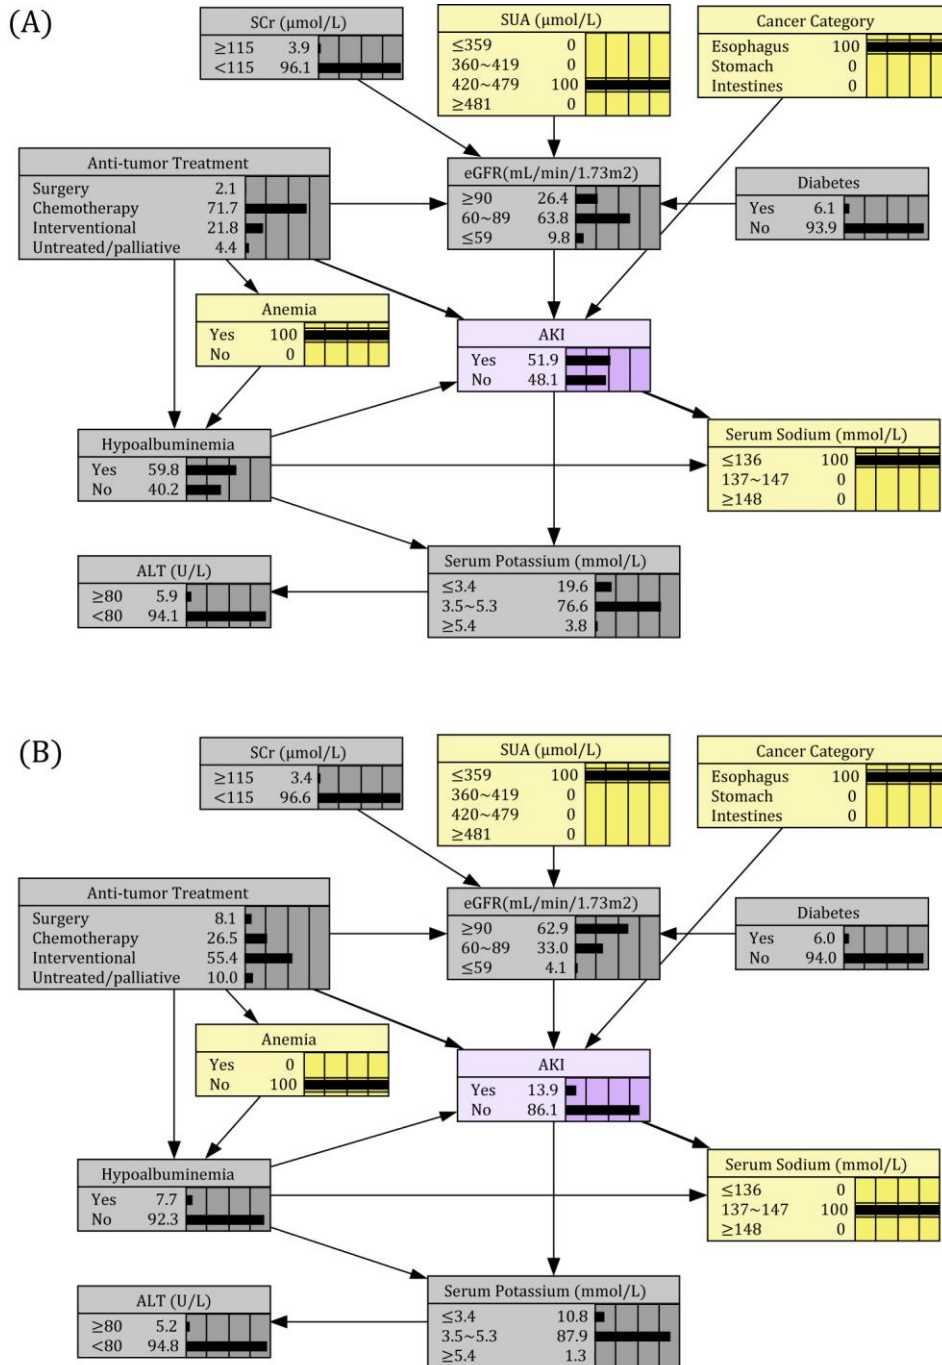 (A)
SCr (μmol/L)
≥115 3.9
<115 96.1
SUA (μmol/L)
≤359 0
360~419 0
420~479 100
≥481 0
Cancer Category
Esophagus 100
Stomach 0
Intestines 0
Anti-tumor Treatment
Surgery 2.1
Chemotherapy 71.7
Interventional 21.8
Untreated/palliative 4.4
eGFR(mL/min/1.73m2)
≥90 26.4
60~89 63.8
≤59 9.8
Diabetes
Yes 6.1
No 93.9
Anemia
Yes 100
No 0
AKI
Yes 51.9
No 48.1
Hypoalbuminemia
Yes 59.8
No 40.2
Serum Sodium (mmol/L)
≤136 100
137~147 0
≥148 0
ALT (U/L)
≥80 5.9
<80 94.1
Serum Potassium (mmol/L)
≤3.4 19.6
3.5~5.3 76.6
≥5.4 3.8
(B)
SCr (μmol/L)
≥115 3.4
<115 96.6
SUA (μmol/L)
≤359 100
360~419 0
420~479 0
≥481 0
Cancer Category
Esophagus 100
Stomach 0
Intestines 0
Anti-tumor Treatment
Surgery 8.1
Chemotherapy 26.5
Interventional 55.4
Untreated/palliative 10.0
eGFR(mL/min/1.73m2)
≥90 62.9
60~89 33.0
≤59 4.1
Diabetes
Yes 6.0
No 94.0
Anemia
Yes 0
No 100
AKI
Yes 13.9
No 86.1
Hypoalbuminemia
Yes 7.7
No 92.3
Serum Sodium (mmol/L)
≤136 0
137~147 100
≥148 0
ALT (U/L)
≥80 5.2
<80 94.8
Serum Potassium (mmol/L)
≤3.4 10.8
3.5~5.3 87.9
≥5.4 1.3